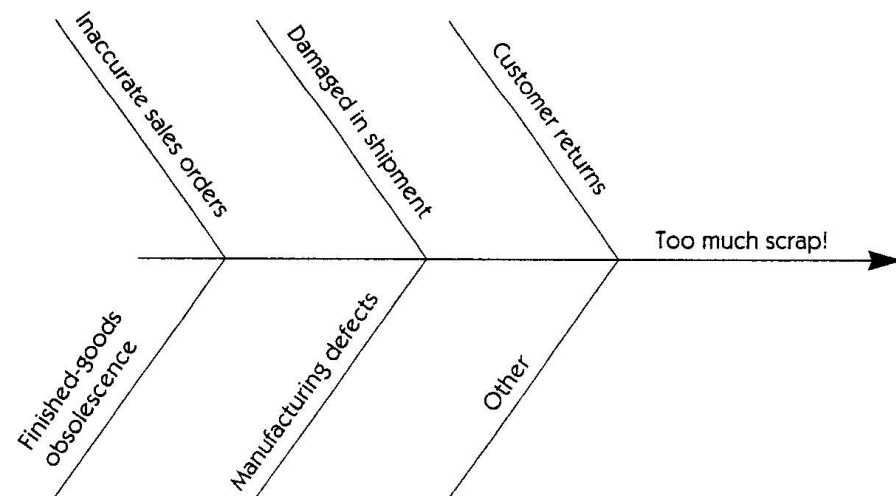 Inaccurate sales orders
Damaged in shipment
Customer returns
Too much scrap!
Finished-goods
obsolescence
Manufacturing defects
Other